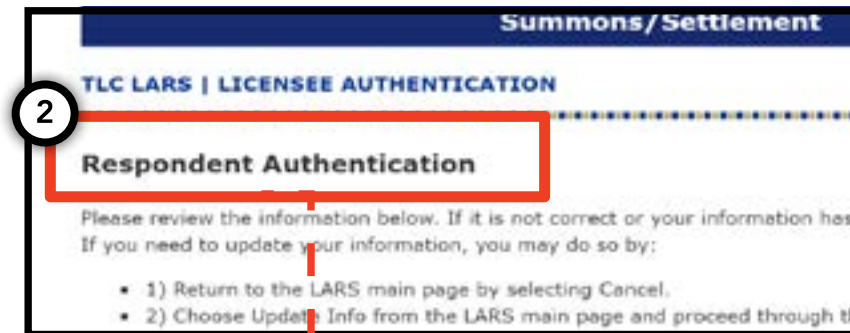 Summons/Settlement
TLC LARS | LICENSEE AUTHENTICATION
2
Respondent Authentication
Please review the information below. If it is not correct or your information has
If you need to update your information, you may do so by:
• 1) Return to the LARS main page by selecting Cancel.
• 2) Choose Update Info from the LARS main page and proceed through